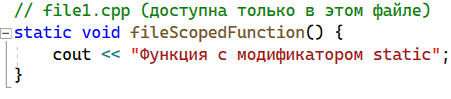 // file1.cpp (доступна только в этом файле)
static void fileScopedFunction() {
    cout << "Функция с модификатором static";
}